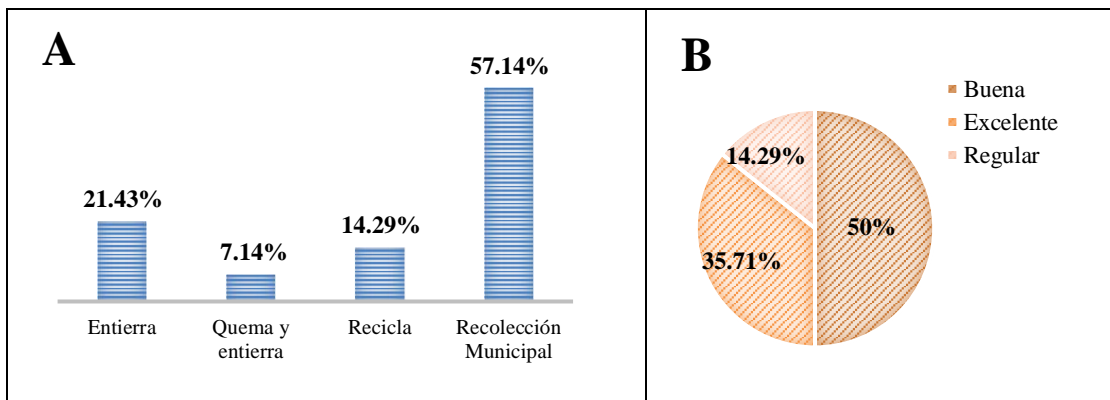 A
57.14%
21.43%
14.29%
7.14%
Entierra
Quema y
entierra
Recicla
Recolección
Municipal
B
Buena
Excelente
Regular
14.29%
50%
35.71%